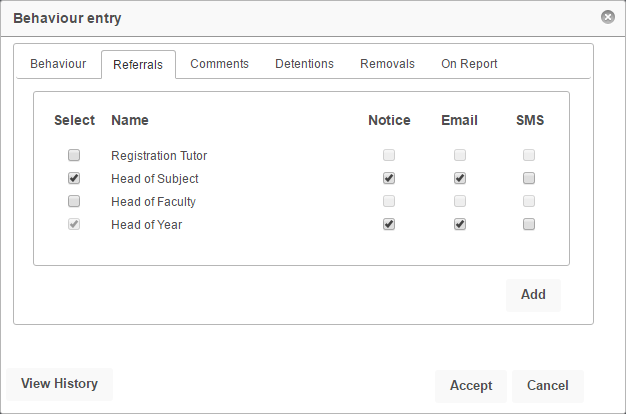 Behaviour entry
Behaviour Referrals Comments Detentions Removals On Report
Select Name Notice Email SMS
Registration Tutor
Head of Subject
Head of Faculty
Head of Year
Add
View History Accept Cancel